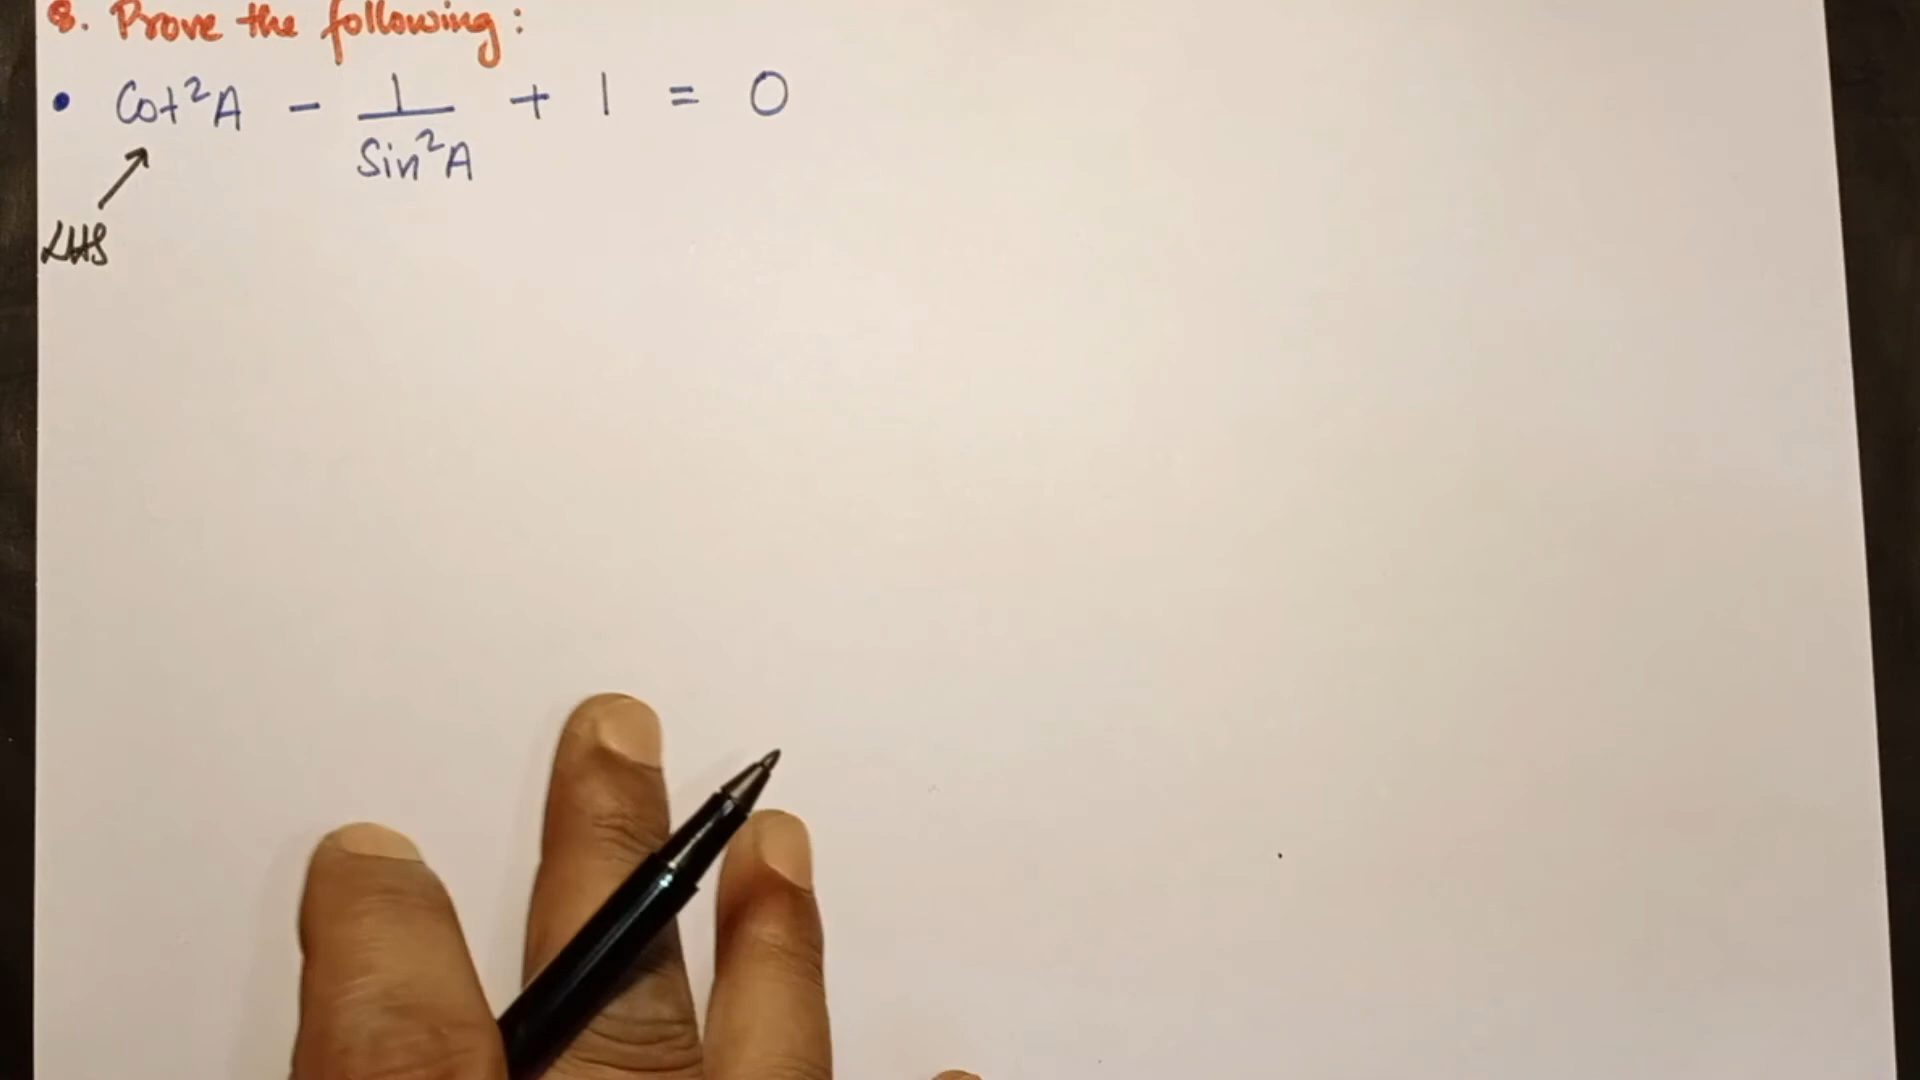 8. Prove the following:
• Cot²A - 1/Sin²A + 1 = 0
LHS